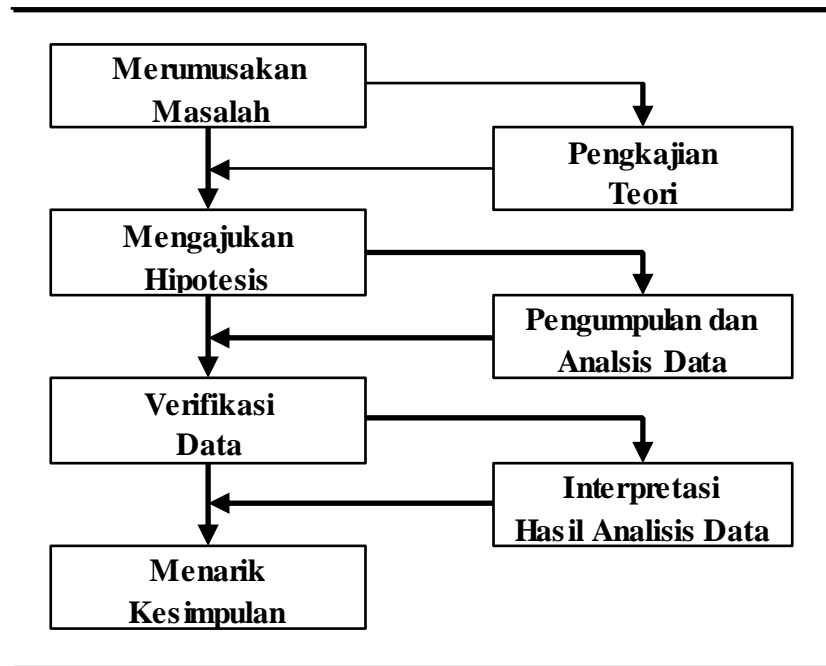 Merumusakan
Masalah
Pengkajian
Teori
Mengajukan
Hipotesis
Pengumpulan dan
Analsis Data
Verifikasi
Data
Interpretasi
Hasil Analisis Data
Menarik
Kesimpulan